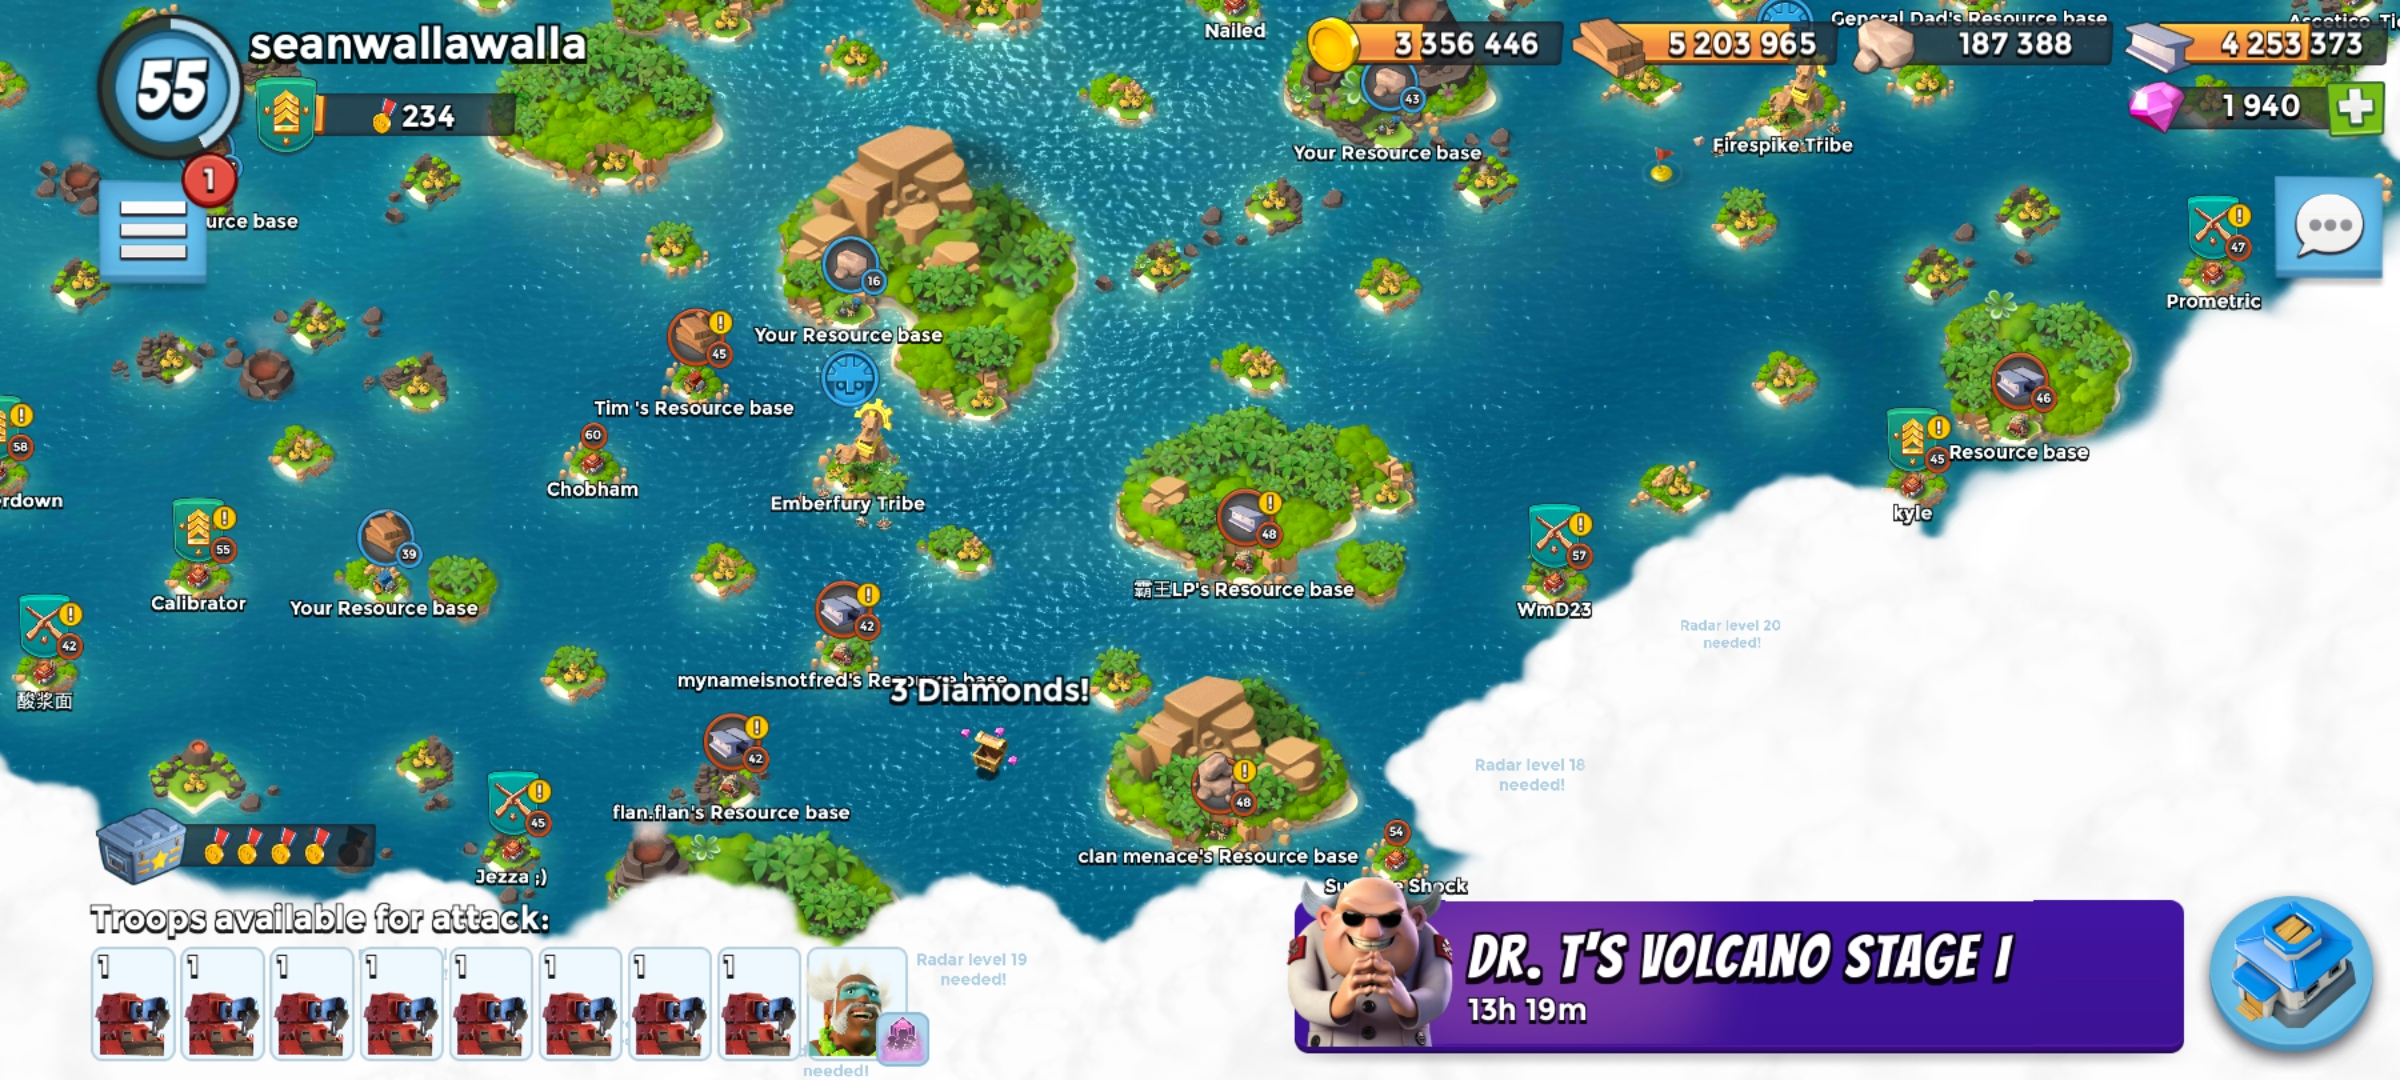 Nailed
General Dad's Resource base
55
seanwallawalla
3 356 446
5 203 965
187 388
4 253 373
234
1 940
43
Your Resource base
Firespike Tribe
1
urce base
47
Prometric
16
Your Resource base
45
Tim 's Resource base
46
Resource base
45
kyle
58
rdown
60
Chobham
Emberfury Tribe
48
霸王LP's Resource base
55
Calibrator
39
Your Resource base
57
WmD23
42
酸浆面
42
mynameisnotfred's Resource base
3 Diamonds!
Radar level 20
needed!
Radar level 18
needed!
42
flan.flan's Resource base
48
clan menace's Resource base
45
Jezza ;)
54
Shock
Troops available for attack:
1
1
1
1
1
1
1
1
Radar level 19
needed!
needed!
DR. T'S VOLCANO STAGE I
13h 19m